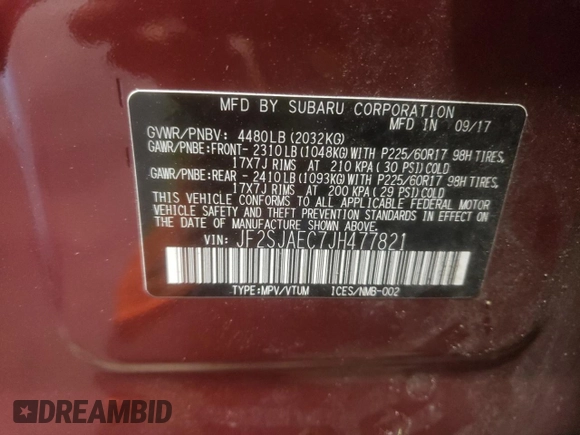 MFD BY SUBARU CORPORATION
MFD IN 09/17
GVWR/PNBV: 4480LB (2032KG)
GAWR/PNBE:FRONT- 2310LB (1048KG) WITH P225/60R17 98H TIRES,
17X7J RIMS AT 210 KPA (30 PSI) COLD
GAWR/PNBE:REAR - 2410LB (1093KG) WITH P225/60R17 98H TIRES,
17X7J RIMS AT 200 KPA (29 PSI) COLD
THIS VEHICLE CONFORMS TO ALL APPLICABLE FEDERAL MOTOR
VEHICLE SAFETY AND THEFT PREVENTION STANDARDS IN EFFECT ON
THE DATE OF MANUFACTURE SHOWN ABOVE.
VIN: JF2SJAEC7JH477821
TYPE:MPV/VTUM ICES/NMB-002
DREAMBID